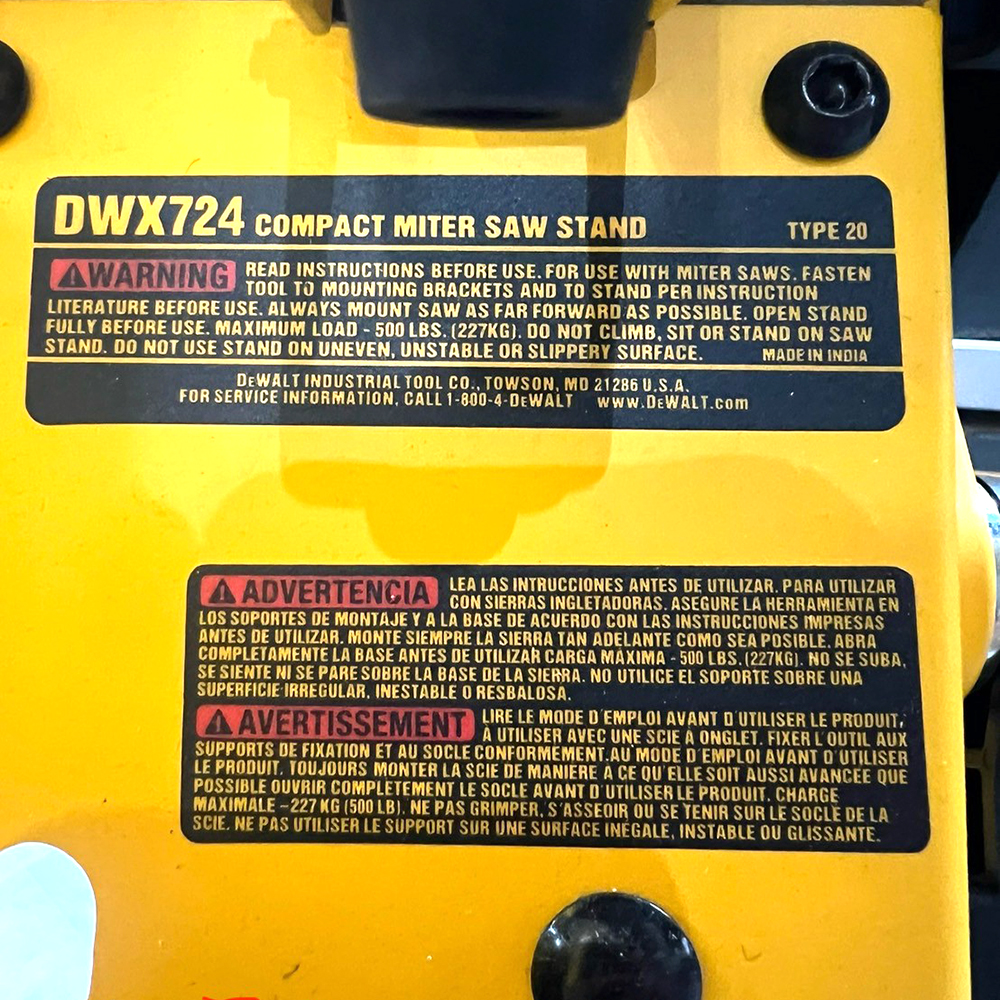 DWX724 COMPACT MITER SAW STAND TYPE 20
WARNING READ INSTRUCTIONS BEFORE USE. FOR USE WITH MITER SAWS. FASTEN
TOOL TO MOUNTING BRACKETS AND TO STAND PER INSTRUCTION
LITERATURE BEFORE USE. ALWAYS MOUNT SAW AS FAR FORWARD AS POSSIBLE. OPEN STAND
FULLY BEFORE USE. MAXIMUM LOAD - 500 LBS. (227KG). DO NOT CLIMB, SIT OR STAND ON SAW
STAND. DO NOT USE STAND ON UNEVEN, UNSTABLE OR SLIPPERY SURFACE. MADE IN INDIA
DEWALT INDUSTRIAL TOOL CO., TOWSON, MD 21286 U.S.A.
FOR SERVICE INFORMATION, CALL 1-800-4-DEWALT www.DEWALT.com
ADVERTENCIA LEA LAS INTRUCCIONES ANTES DE UTILIZAR. PARA UTILIZAR
CON SIERRAS INGLETADORAS. ASEGURE LA HERRAMIENTA EN
LOS SOPORTES DE MONTAJE Y A LA BASE DE ACUERDO CON LAS INSTRUCCIONES IMPRESAS
ANTES DE UTILIZAR. MONTE SIEMPRE LA SIERRA TAN ADELANTE COMO SEA POSIBLE. ABRA
COMPLETAMENTE LA BASE ANTES DE UTILIZAR CARGA MÁXIMA - 500 LBS. (227KG). NO SE SUBA,
SE SIENTE NI SE PARE SOBRE LA BASE DE LA SIERRA. NO UTILICE EL SOPORTE SOBRE UNA
SUPERFICIE IRREGULAR, INESTABLE O RESBALOSA.
AVERTISSEMENT LIRE LE MODE D'EMPLOI AVANT D'UTILISER LE PRODUIT,
À UTILISER AVEC UNE SCIE À ONGLET. FIXER L'OUTIL AUX
SUPPORTS DE FIXATION ET AU SOCLE CONFORMEMENT.AU MODE D'EMPLOI AVANT D'UTILISER
LE PRODUIT. TOUJOURS MONTER LA SCIE DE MANIERE À CE QU'ELLE SOIT AUSSI AVANCÉE QUE
POSSIBLE OUVRIR COMPLÈTEMENT LE SOCLE AVANT D'UTILISER LE PRODUIT. CHARGE
MAXIMALE – 227 KG (500 LB). NE PAS GRIMPER, S'ASSEOIR OU SE TENIR SUR LE SOCLE DE LA
SCIE. NE PAS UTILISER LE SUPPORT SUR UNE SURFACE INÉGALE, INSTABLE OU GLISSANTE.